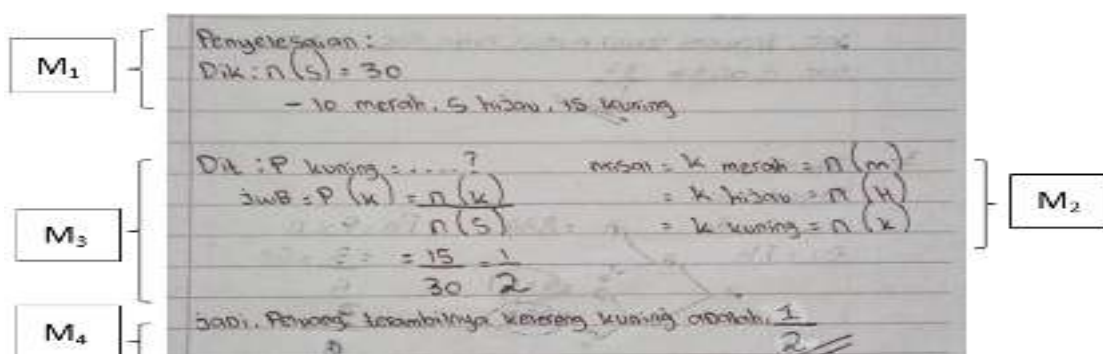 M₁
Penyelesaian :
Dik : n(S) = 30
- 10 merah, 5 hijau, 15 kuning
M₃
Dit : P kuning = ....?
jwB = P(k) = n(k)/n(S)
= 15/30 = 1/2
misal = k merah = n(m)
= k hijau = n(H)
= k kuning = n(k)
M₂
M₄
Jadi, Peluang terambilnya kelereng kuning adalah, 1/2